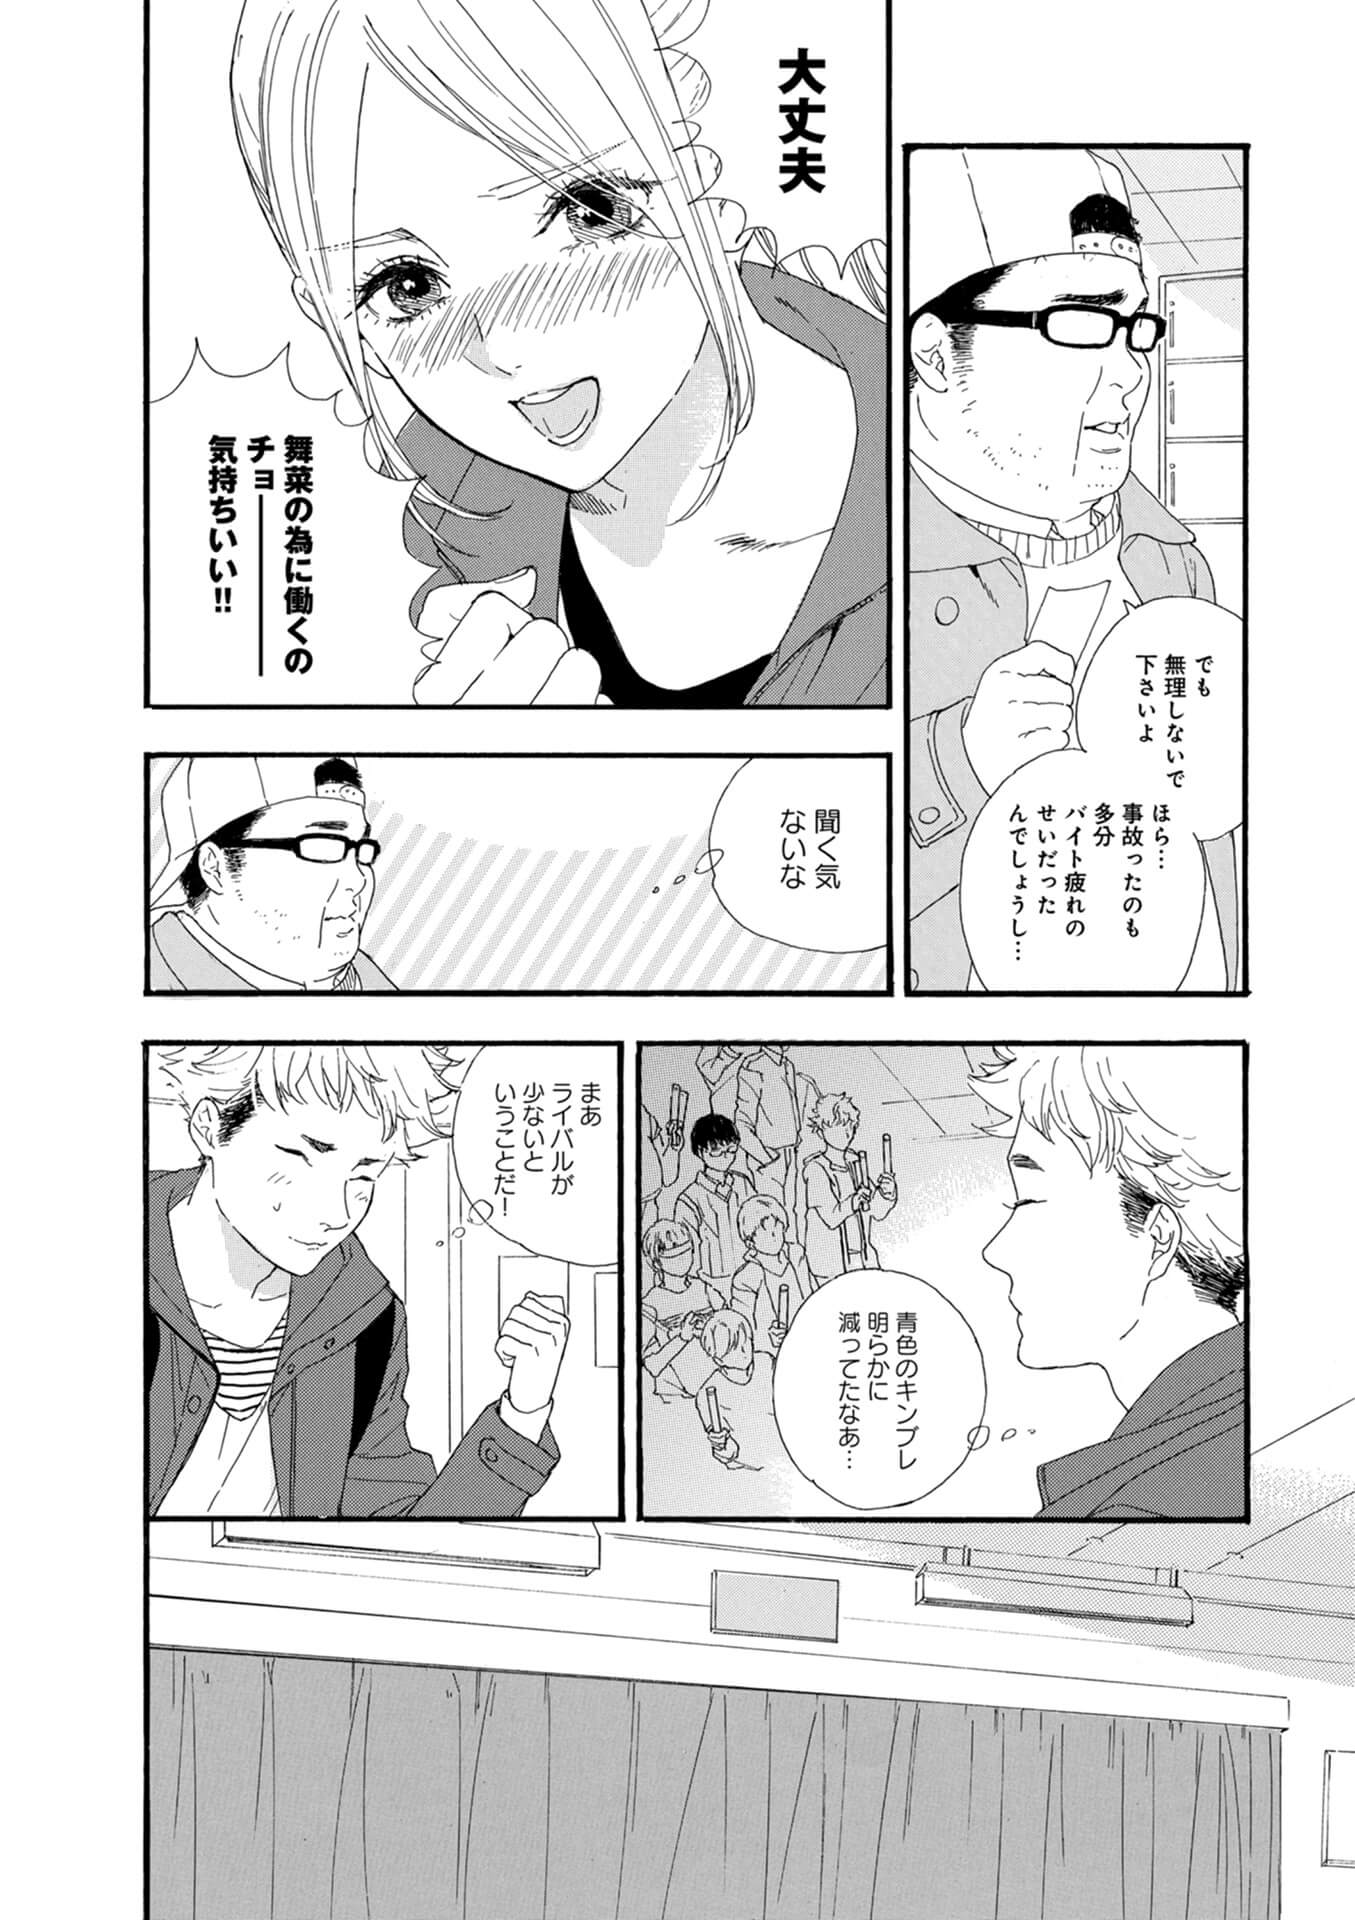 でも
無理しないで
下さいよ
ほら…
事故ったのも
多分
バイト疲れの
せいだった
んでしょうし…
大丈夫
舞菜の為に働くの
チョー
気持ちいい!!
聞く気
ないな
青色のキンブレ
明らかに
減ってたなあ…
まあ
ライバルが
少ないと
いうことだ!